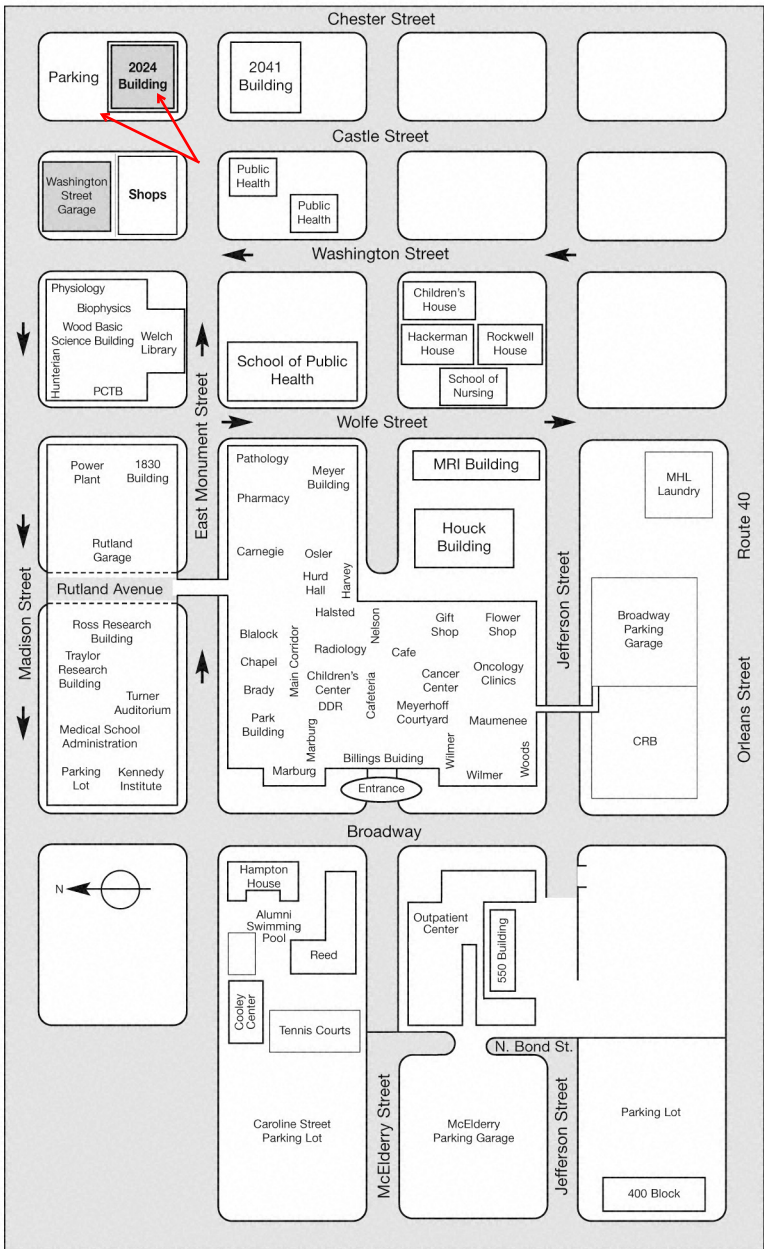 Chester Street
Parking
2024
Building
2041
Building
Castle Street
Washington
Street
Garage
Shops
Public
Health
Public
Health
Washington Street
Physiology
Biophysics
Wood Basic
Science Building
Welch
Library
Hunterian
PCTB
East Monument Street
School of Public
Health
Children's
House
Hackerman
House
Rockwell
House
School of
Nursing
Wolfe Street
Power
Plant
1830
Building
Rutland
Garage
Rutland Avenue
Madison Street
Ross Research
Building
Traylor
Research
Building
Turner
Auditorium
Medical School
Administration
Parking
Lot
Kennedy
Institute
Pathology
Meyer
Building
Pharmacy
Carnegie
Osler
Hurd
Hall
Harvey
Halsted
Nelson
Blalock
Main Corridor
Radiology
Chapel
Children's
Center
DDR
Cafeteria
Brady
Park
Building
Marburg
Marburg
Billings Buiding
Entrance
MRI Building
Houck
Building
Gift
Shop
Flower
Shop
Cafe
Cancer
Center
Oncology
Clinics
Meyerhoff
Courtyard
Maumenee
Wilmer
Wilmer
Woods
Jefferson Street
MHL
Laundry
Broadway
Parking
Garage
CRB
Route 40
Orleans Street
Broadway
N
Hampton
House
Alumni
Swimming
Pool
Reed
Cooley
Center
Tennis Courts
Caroline Street
Parking Lot
McElderry Street
Outpatient
Center
550 Building
N. Bond St.
McElderry
Parking Garage
Jefferson Street
Parking Lot
400 Block